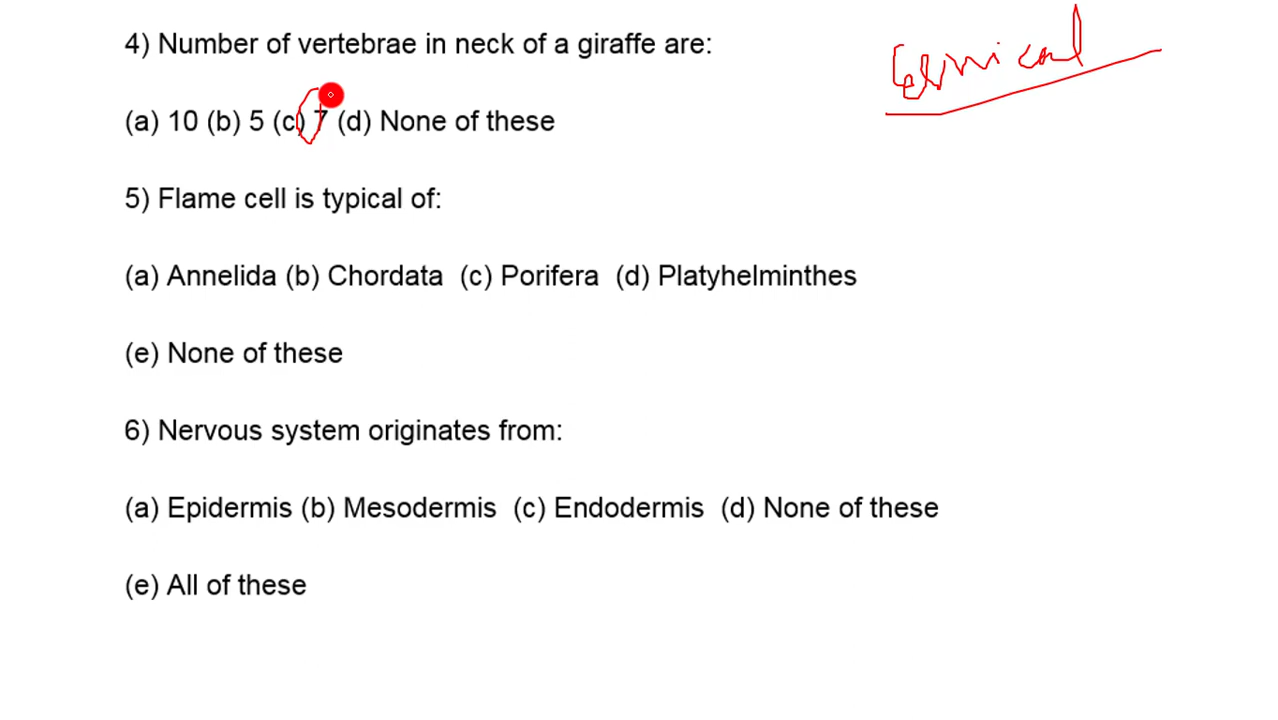 4) Number of vertebrae in neck of a giraffe are:
Cervical
(a) 10 (b) 5 (c) 7 (d) None of these
5) Flame cell is typical of:
(a) Annelida (b) Chordata (c) Porifera (d) Platyhelminthes
(e) None of these
6) Nervous system originates from:
(a) Epidermis (b) Mesodermis (c) Endodermis (d) None of these
(e) All of these